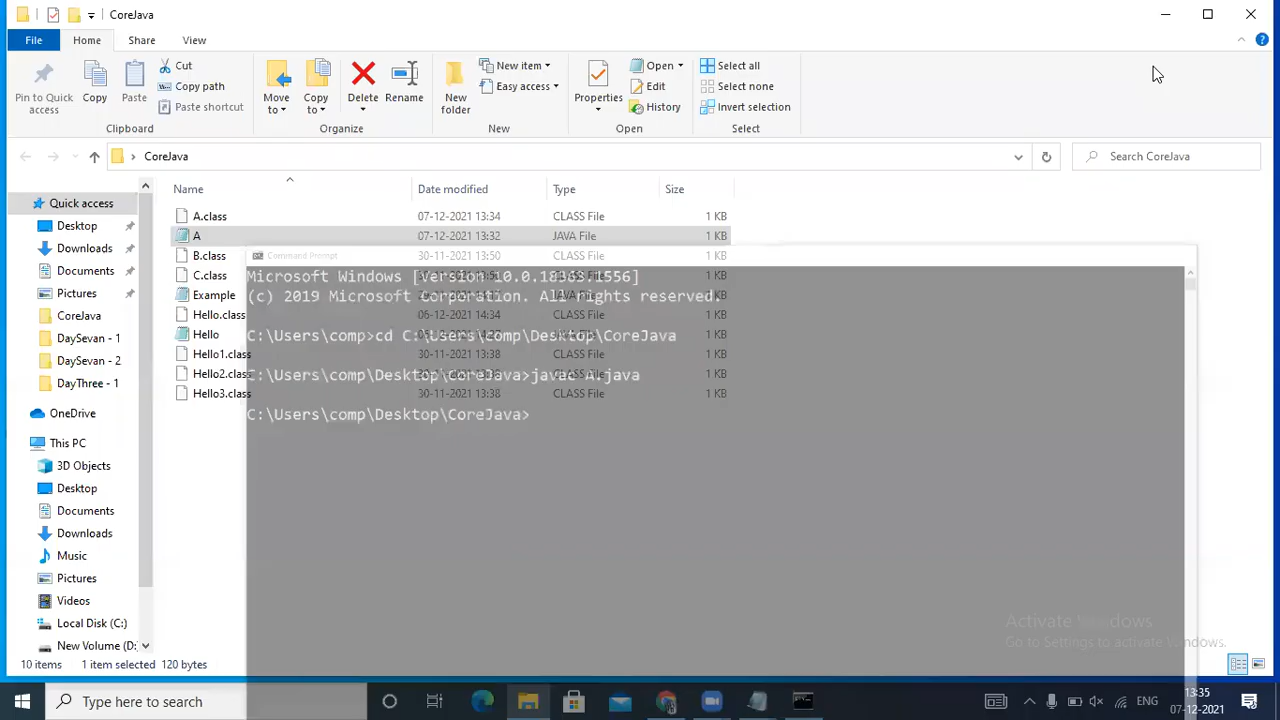 CoreJava
File Home Share View
Pin to Quick access
Copy
Paste
Cut
Copy path
Paste shortcut
Clipboard
Move to
Copy to
Delete
Rename
Organize
New folder
New item
Easy access
New
Properties
Open
Edit
History
Open
Select all
Select none
Invert selection
Select
CoreJava
Search CoreJava
Name Date modified Type Size
A.class 07-12-2021 13:34 CLASS File 1 KB
A 07-12-2021 13:32 JAVA File 1 KB
B.class 30-11-2021 13:50 CLASS File 1 KB
C.class CLASS File 1 KB
Example 1 KB
Hello.class 06-12-2021 14:34 CLASS File 1 KB
Hello 1 KB
Hello1.class 30-11-2021 13:38 CLASS File 1 KB
Hello2.class 1 KB
Hello3.class 30-11-2021 13:38 CLASS File 1 KB
Quick access
Desktop
Downloads
Documents
Pictures
CoreJava
DaySevan - 1
DaySevan - 2
DayThree - 1
OneDrive
This PC
3D Objects
Desktop
Documents
Downloads
Music
Pictures
Videos
Local Disk (C:)
New Volume (D:
Command Prompt
Microsoft Windows [Version 10.0.18363.1556]
(c) 2019 Microsoft Corporation. All rights reserved.
C:\Users\comp>cd C:\Users\comp\Desktop\CoreJava
C:\Users\comp\Desktop\CoreJava>javac A.java
C:\Users\comp\Desktop\CoreJava>
Activate Windows
Go to Settings to activate Windows.
10 items 1 item selected 120 bytes
Type here to search
ENG
13:35
07-12-2021